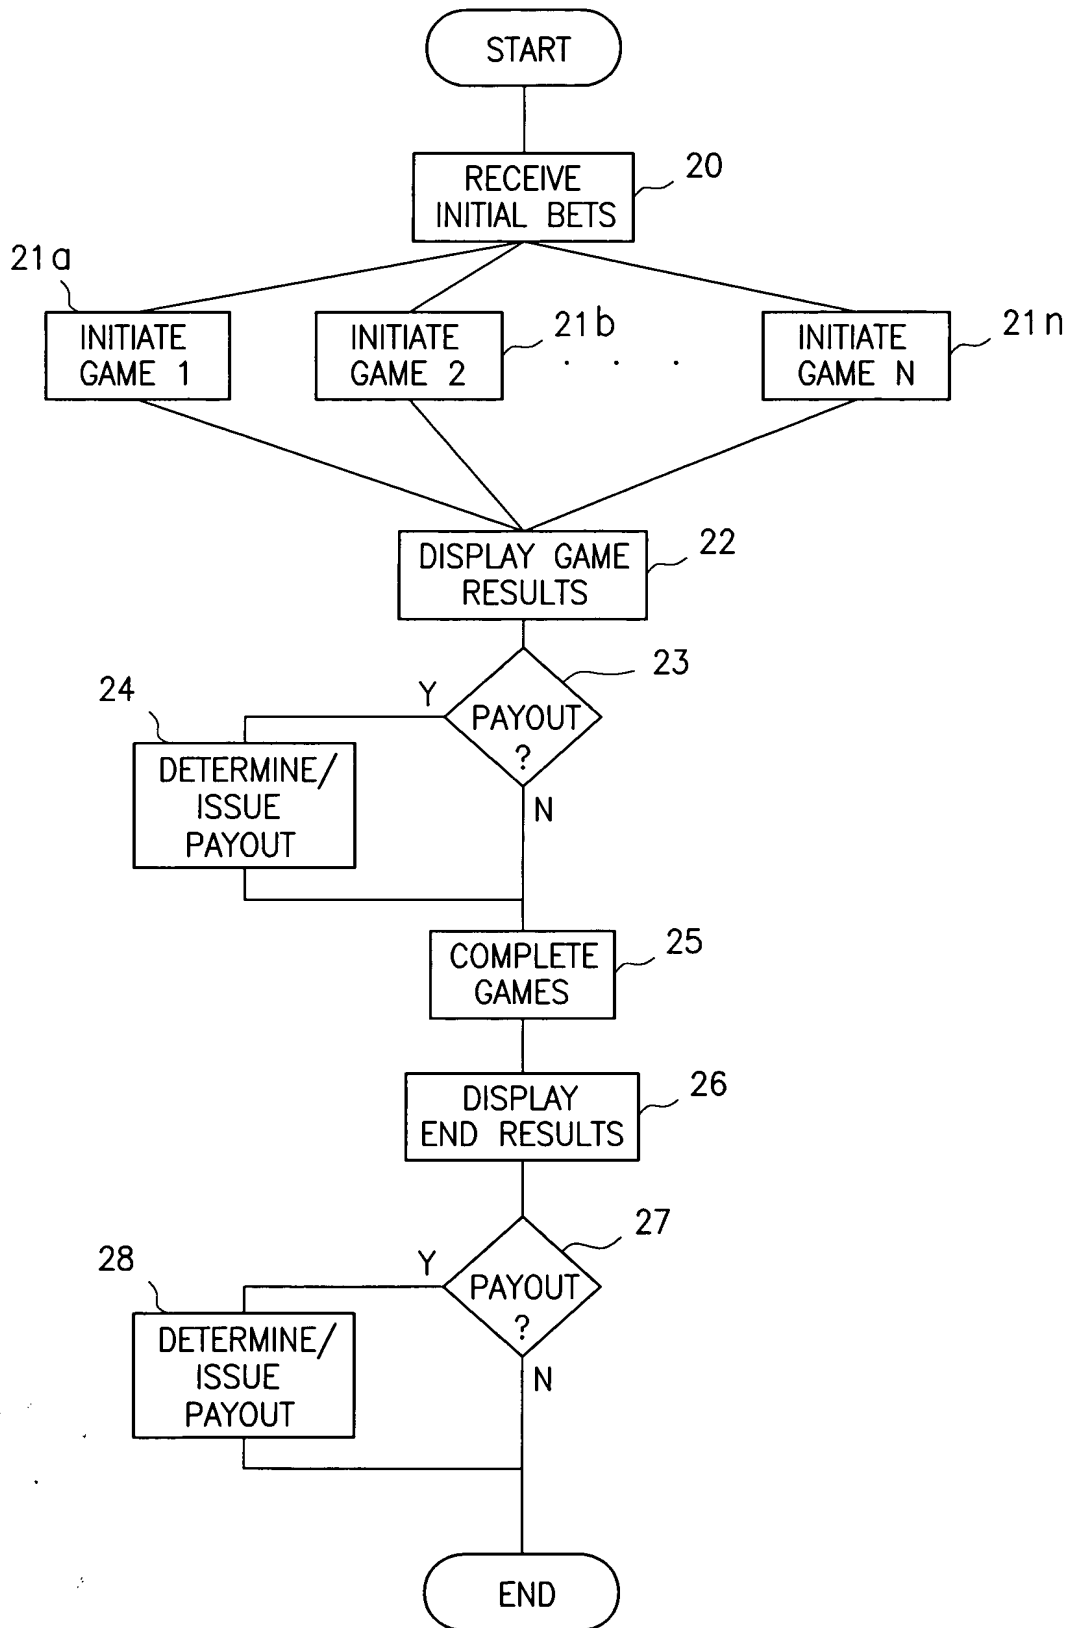 START
RECEIVE
INITIAL BETS
20
21a
INITIATE
GAME 1
INITIATE
GAME 2
21b
. . .
INITIATE
GAME N
21n
DISPLAY GAME
RESULTS
22
23
PAYOUT
?
Y
N
24
DETERMINE/
ISSUE
PAYOUT
COMPLETE
GAMES
25
DISPLAY
END RESULTS
26
27
PAYOUT
?
Y
N
28
DETERMINE/
ISSUE
PAYOUT
END